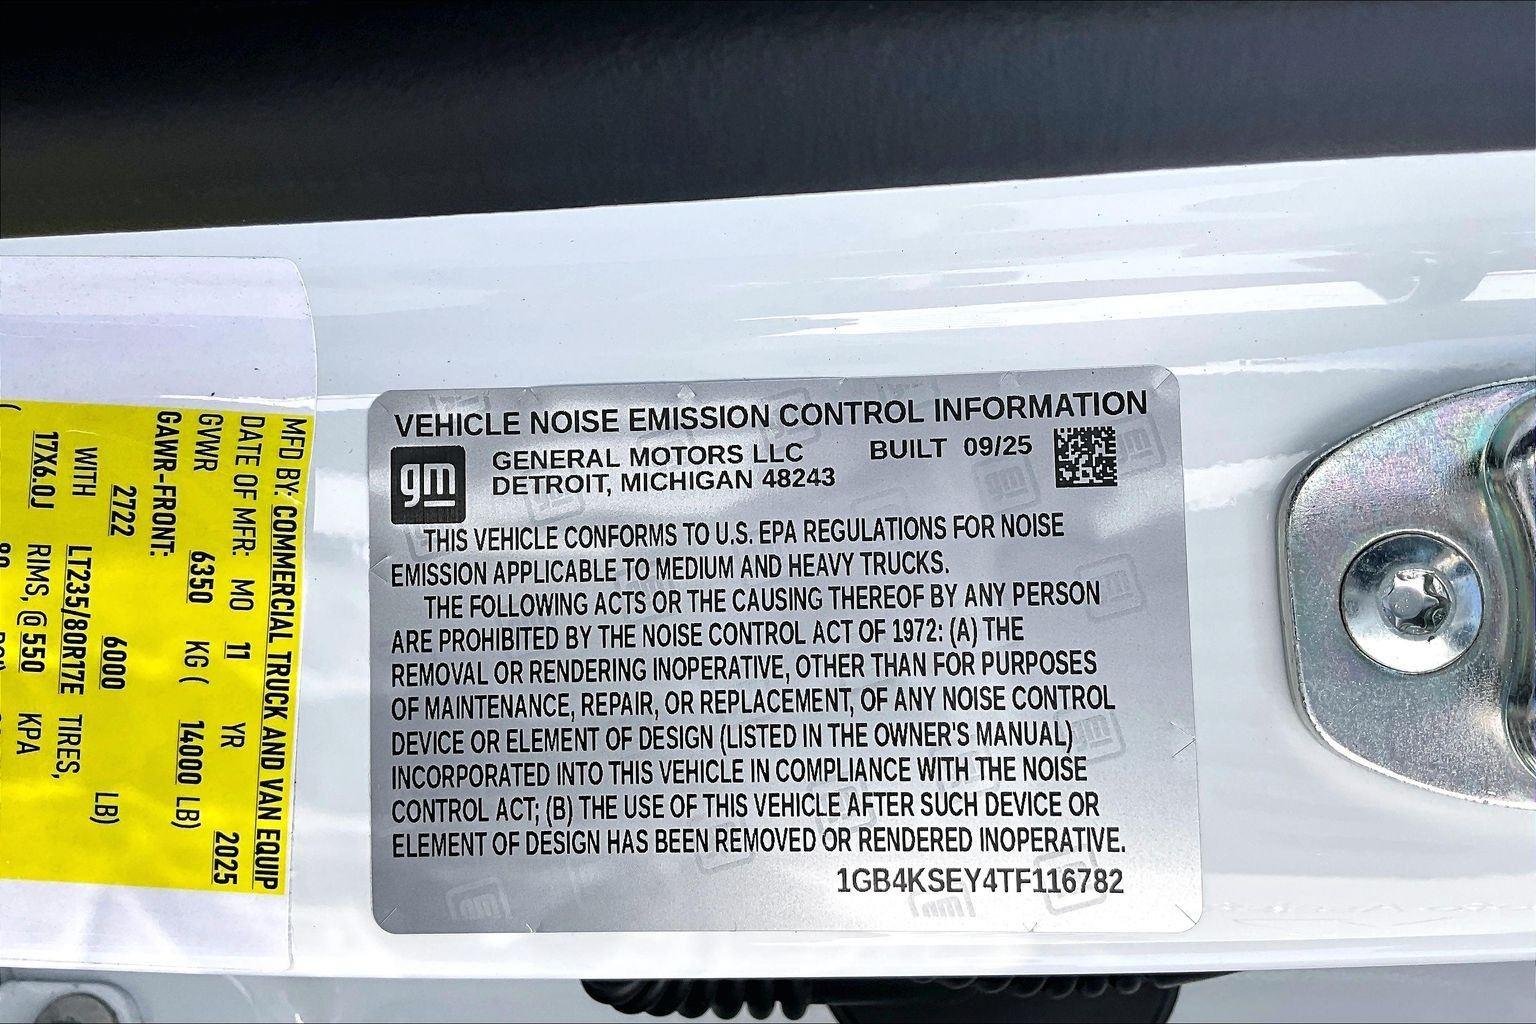 MFD BY: COMMERCIAL TRUCK AND VAN EQUIP
DATE OF MFR: MO 11 YR 2025
GVWR 6350 KG ( 14000 LB)
GAWR-FRONT:
2722 6000 LB)
WITH LT235/80R17E TIRES,
17X6.0J RIMS, @ 550 KPA
VEHICLE NOISE EMISSION CONTROL INFORMATION
gm
GENERAL MOTORS LLC BUILT 09/25
DETROIT, MICHIGAN 48243
THIS VEHICLE CONFORMS TO U.S. EPA REGULATIONS FOR NOISE
EMISSION APPLICABLE TO MEDIUM AND HEAVY TRUCKS.
THE FOLLOWING ACTS OR THE CAUSING THEREOF BY ANY PERSON
ARE PROHIBITED BY THE NOISE CONTROL ACT OF 1972: (A) THE
REMOVAL OR RENDERING INOPERATIVE, OTHER THAN FOR PURPOSES
OF MAINTENANCE, REPAIR, OR REPLACEMENT, OF ANY NOISE CONTROL
DEVICE OR ELEMENT OF DESIGN (LISTED IN THE OWNER'S MANUAL)
INCORPORATED INTO THIS VEHICLE IN COMPLIANCE WITH THE NOISE
CONTROL ACT; (B) THE USE OF THIS VEHICLE AFTER SUCH DEVICE OR
ELEMENT OF DESIGN HAS BEEN REMOVED OR RENDERED INOPERATIVE.
1GB4KSEY4TF116782